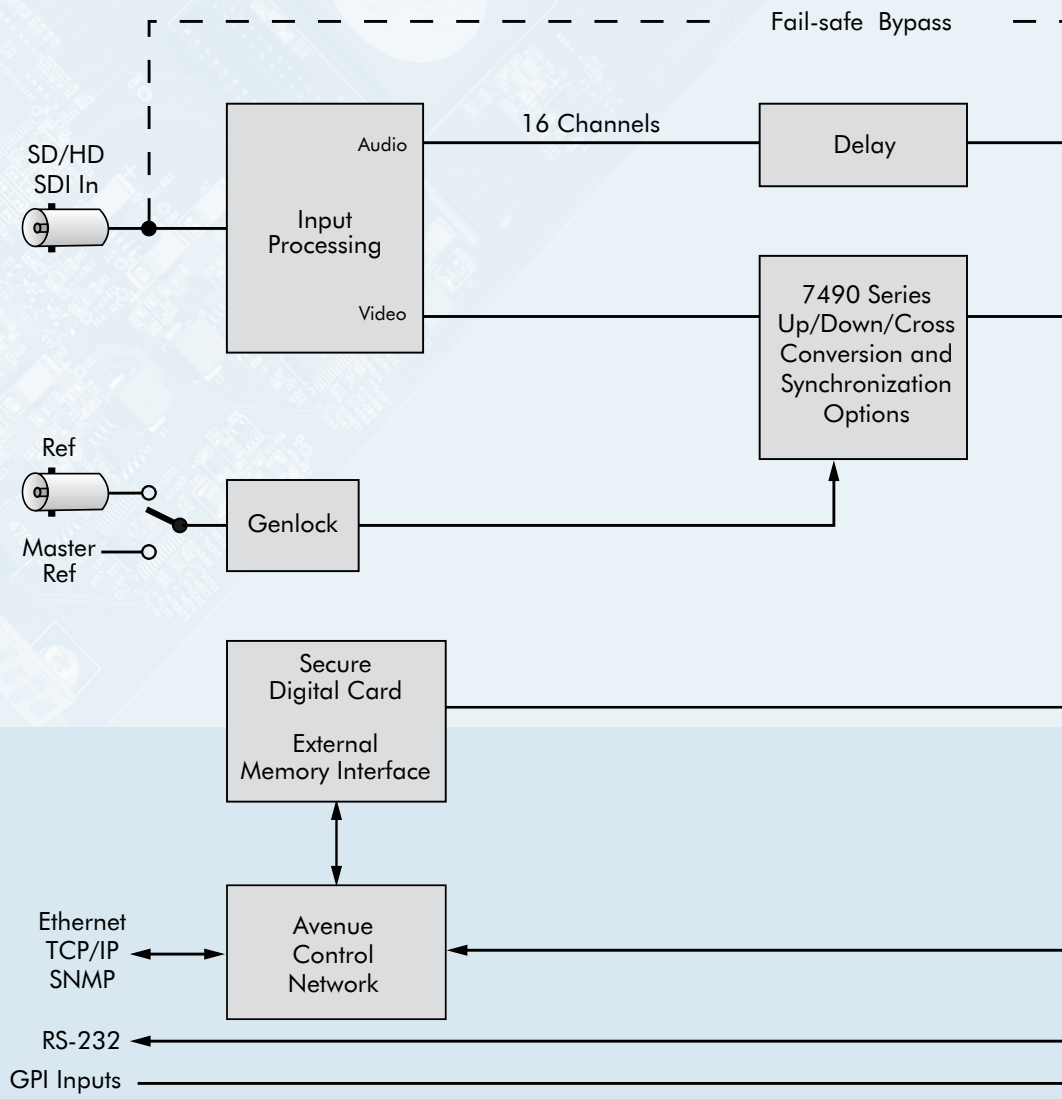 Fail-safe Bypass
SD/HD
SDI In
Audio
16 Channels
Delay
Input
Processing
Video
7490 Series
Up/Down/Cross
Conversion and
Synchronization
Options
Ref
Master
Ref
Genlock
Secure
Digital Card
External
Memory Interface
Ethernet
TCP/IP
SNMP
Avenue
Control
Network
RS-232
GPI Inputs